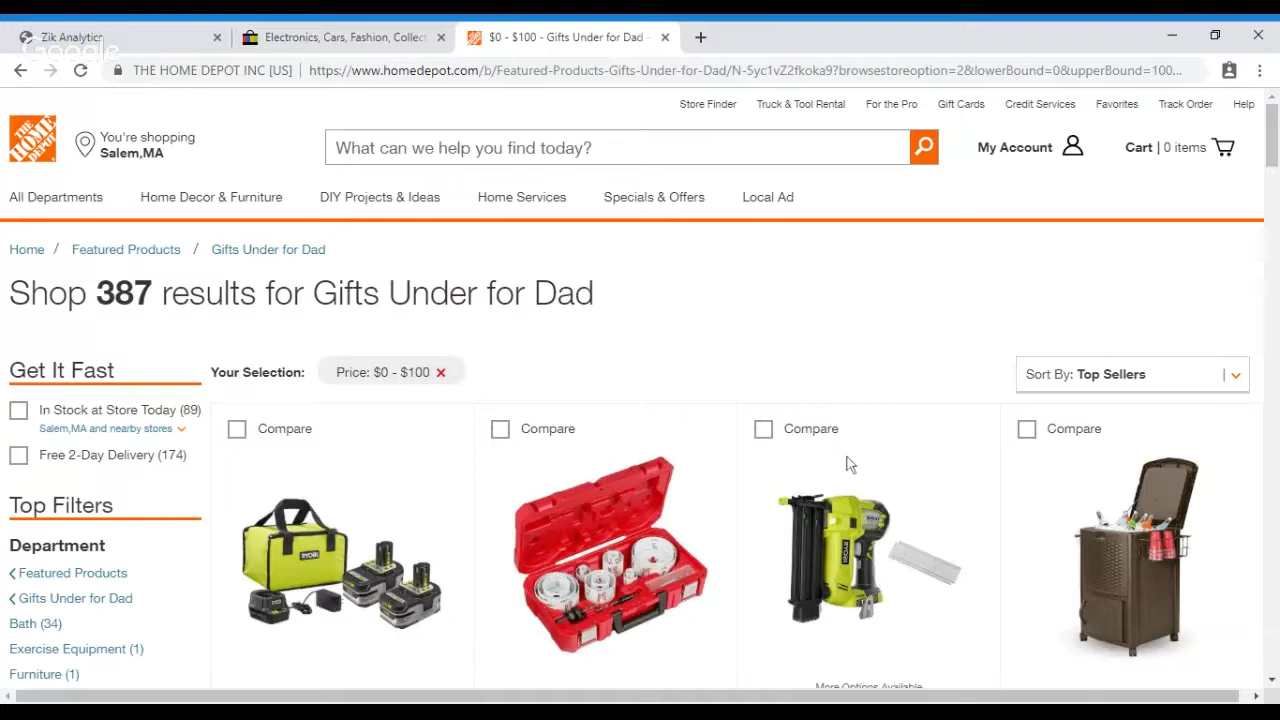 Zik Analytics
Electronics, Cars, Fashion, Collect
$0 - $100 - Gifts Under for Dad -
Google
THE HOME DEPOT INC [US]
https://www.homedepot.com/b/Featured-Products-Gifts-Under-for-Dad/N-5yc1vZ2fkoka9?browsestoreoption=2&lowerBound=0&upperBound=100...
Store Finder
Truck & Tool Rental
For the Pro
Gift Cards
Credit Services
Favorites
Track Order
Help
THE HOME DEPOT
You're shopping
Salem,MA
What can we help you find today?
My Account
Cart | 0 items
All Departments
Home Decor & Furniture
DIY Projects & Ideas
Home Services
Specials & Offers
Local Ad
Home / Featured Products / Gifts Under for Dad
Shop 387 results for Gifts Under for Dad
Get It Fast
Your Selection:
Price: $0 - $100
Sort By: Top Sellers
In Stock at Store Today (89)
Salem,MA and nearby stores
Free 2-Day Delivery (174)
Compare
Compare
Compare
Compare
Top Filters
Department
Featured Products
Gifts Under for Dad
Bath (34)
Exercise Equipment (1)
Furniture (1)
RYOBI
RYOBI
More Options Available